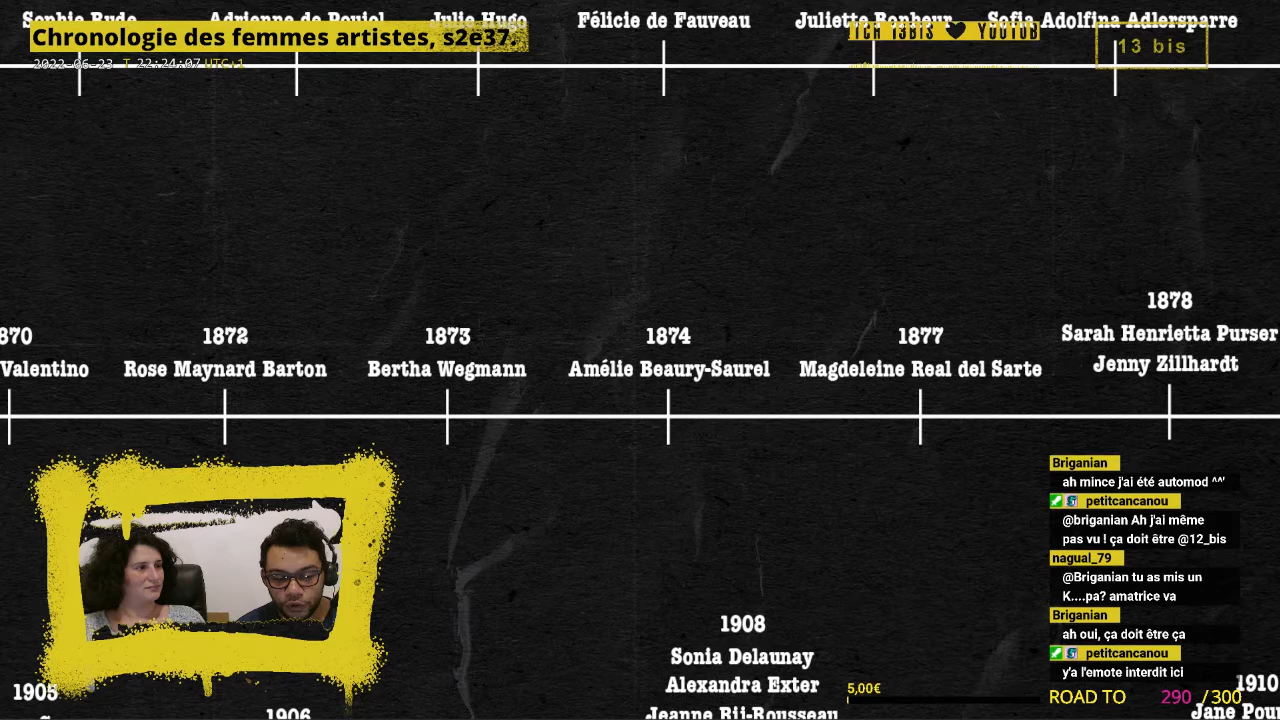 Sophie Rude Adrienne de Poujol Julie Hugo Félicie de Fauveau Juliette Bonheur Sofia Adolfina Adlersparre
Chronologie des femmes artistes, s2e37.
2022-06-23 T 22:24:07 UTC+1
13 bis
870 1872 1873 1874 1877 1878
Valentino Rose Maynard Barton Bertha Wegmann Amélie Beaury-Saurel Magdeleine Real del Sarte Sarah Henrietta Purser
Jenny Zillhardt
Briganian
ah mince j'ai été automod ^^'
petitcancanou
@briganian Ah j'ai même
pas vu ! ça doit être @12_bis
nagual_79
@Briganian tu as mis un
K....pa? amatrice va
Briganian
ah oui, ça doit être ça
petitcancanou
y'a l'emote interdit ici
1908
Sonia Delaunay
Alexandra Exter
Jeanne Rij-Rousseau
1905
1906
5,00€
ROAD TO 290 /300
1910
Jane